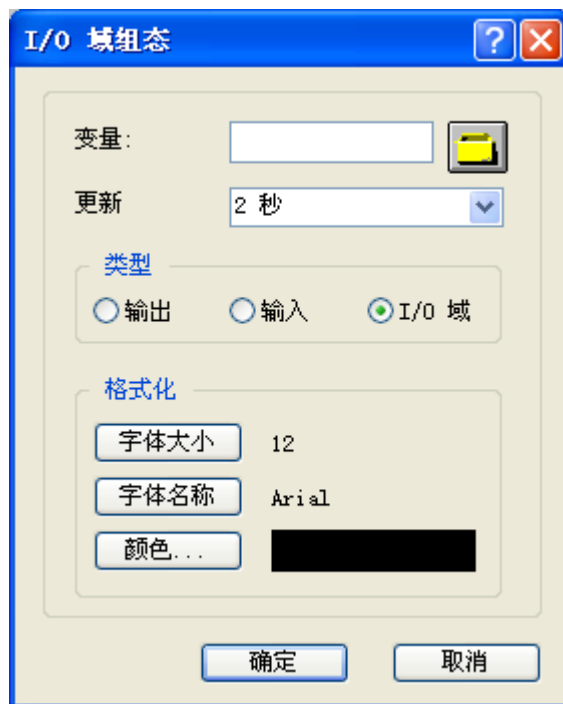 I/O 域组态
变量:
更新 2 秒
类型
输出 输入 I/O 域
格式化
字体大小 12
字体名称 Arial
颜色...
确定 取消